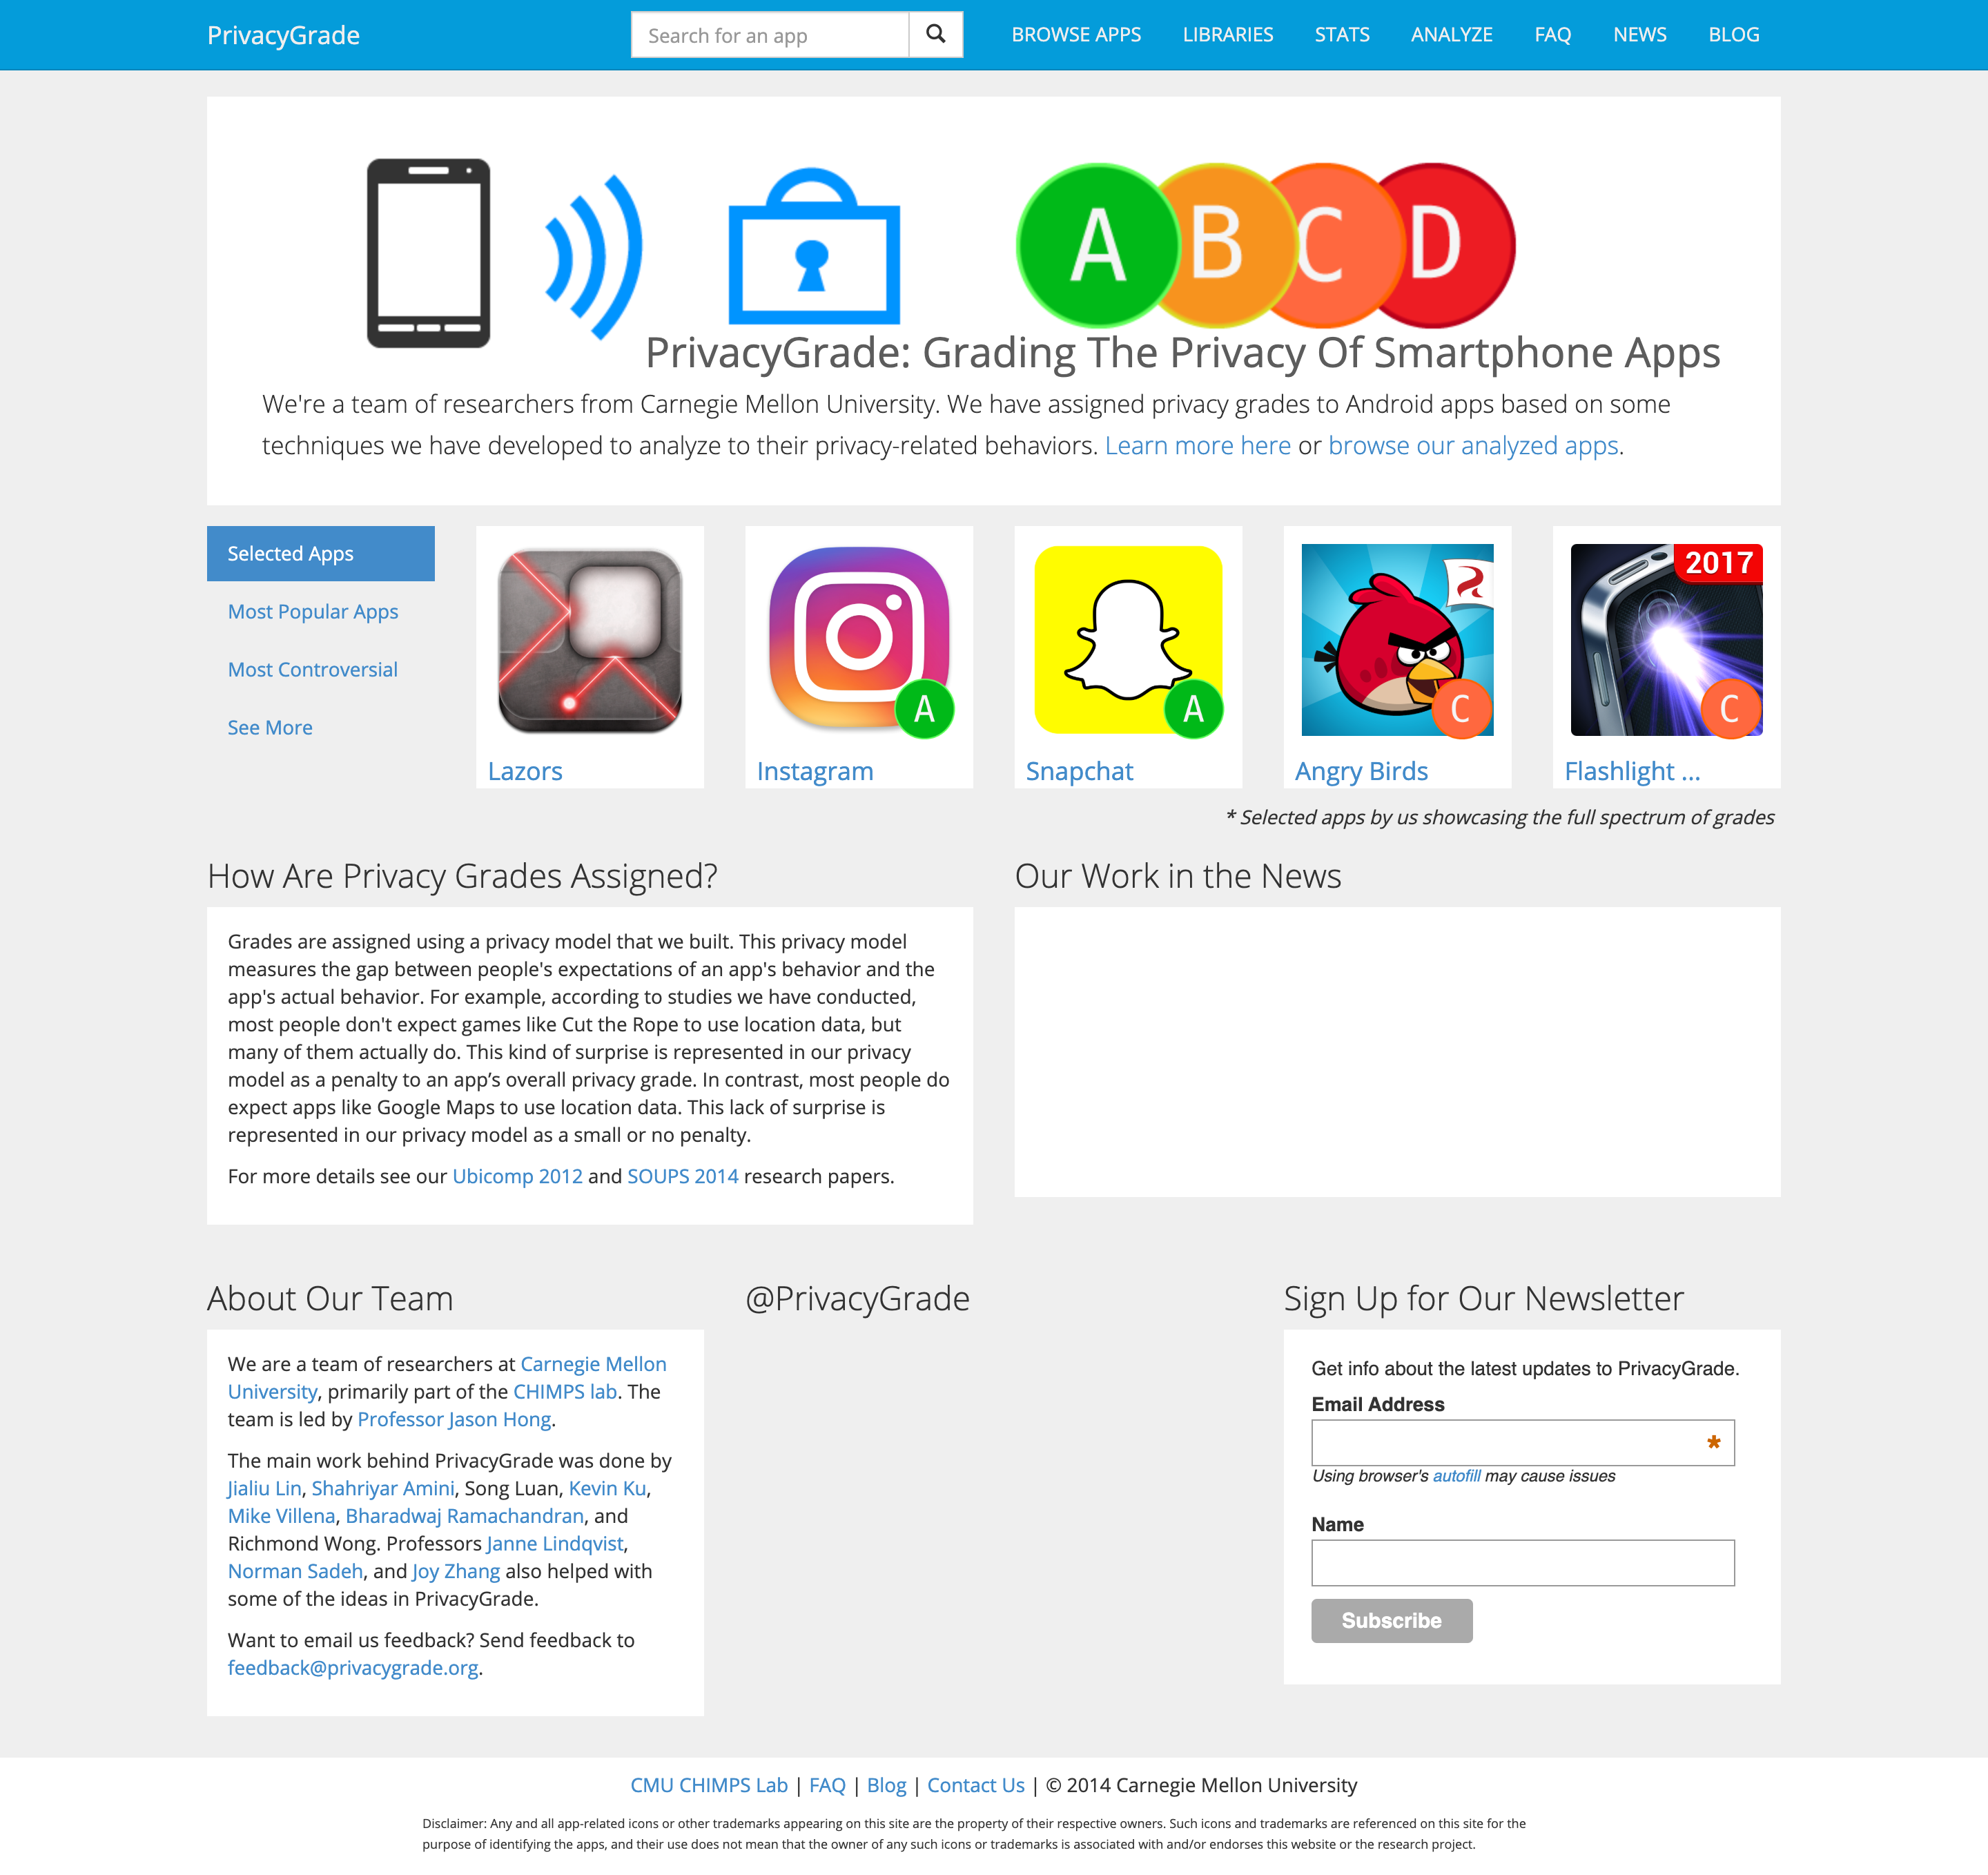 PrivacyGrade
Search for an app
BROWSE APPS LIBRARIES STATS ANALYZE FAQ NEWS BLOG
A B C D
PrivacyGrade: Grading The Privacy Of Smartphone Apps
We're a team of researchers from Carnegie Mellon University. We have assigned privacy grades to Android apps based on some
techniques we have developed to analyze to their privacy-related behaviors. Learn more here or browse our analyzed apps.
Selected Apps
Most Popular Apps
Most Controversial
See More
Lazors
A
Instagram
A
Snapchat
C
Angry Birds
2017
C
Flashlight ...
* Selected apps by us showcasing the full spectrum of grades
How Are Privacy Grades Assigned?
Grades are assigned using a privacy model that we built. This privacy model
measures the gap between people's expectations of an app's behavior and the
app's actual behavior. For example, according to studies we have conducted,
most people don't expect games like Cut the Rope to use location data, but
many of them actually do. This kind of surprise is represented in our privacy
model as a penalty to an app’s overall privacy grade. In contrast, most people do
expect apps like Google Maps to use location data. This lack of surprise is
represented in our privacy model as a small or no penalty.
For more details see our Ubicomp 2012 and SOUPS 2014 research papers.
Our Work in the News
About Our Team
We are a team of researchers at Carnegie Mellon
University, primarily part of the CHIMPS lab. The
team is led by Professor Jason Hong.
The main work behind PrivacyGrade was done by
Jialiu Lin, Shahriyar Amini, Song Luan, Kevin Ku,
Mike Villena, Bharadwaj Ramachandran, and
Richmond Wong. Professors Janne Lindqvist,
Norman Sadeh, and Joy Zhang also helped with
some of the ideas in PrivacyGrade.
Want to email us feedback? Send feedback to
feedback@privacygrade.org.
@PrivacyGrade
Sign Up for Our Newsletter
Get info about the latest updates to PrivacyGrade.
Email Address
*
Using browser's autofill may cause issues
Name
Subscribe
CMU CHIMPS Lab | FAQ | Blog | Contact Us | © 2014 Carnegie Mellon University
Disclaimer: Any and all app-related icons or other trademarks appearing on this site are the property of their respective owners. Such icons and trademarks are referenced on this site for the
purpose of identifying the apps, and their use does not mean that the owner of any such icons or trademarks is associated with and/or endorses this website or the research project.